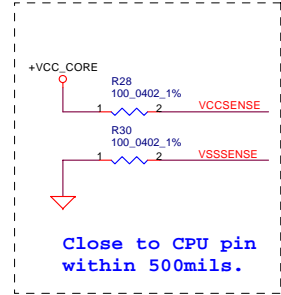 +VCC_CORE
R28
100_0402_1%
1 2 VCCSENSE
R30
100_0402_1%
1 2 VSSSENSE
Close to CPU pin
within 500mils.